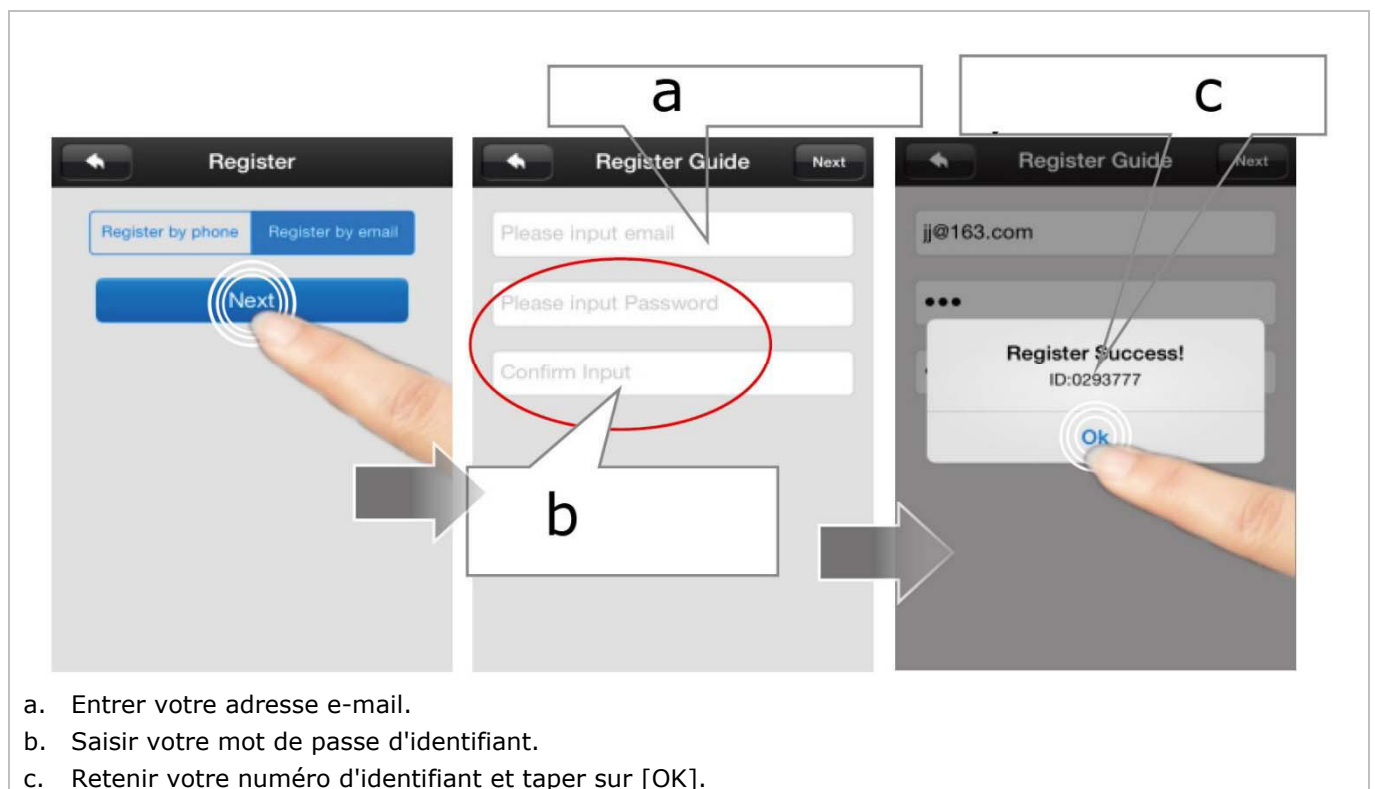 a
c
Register
Register by phone Register by email
Next
Register Guide Next
Please input email
Please input Password
Confirm Input
b
Register Guide Next
jj@163.com
•••
Register Success!
ID:0293777
Ok
a. Entrer votre adresse e-mail.
b. Saisir votre mot de passe d'identifiant.
c. Retenir votre numéro d'identifiant et taper sur [OK].